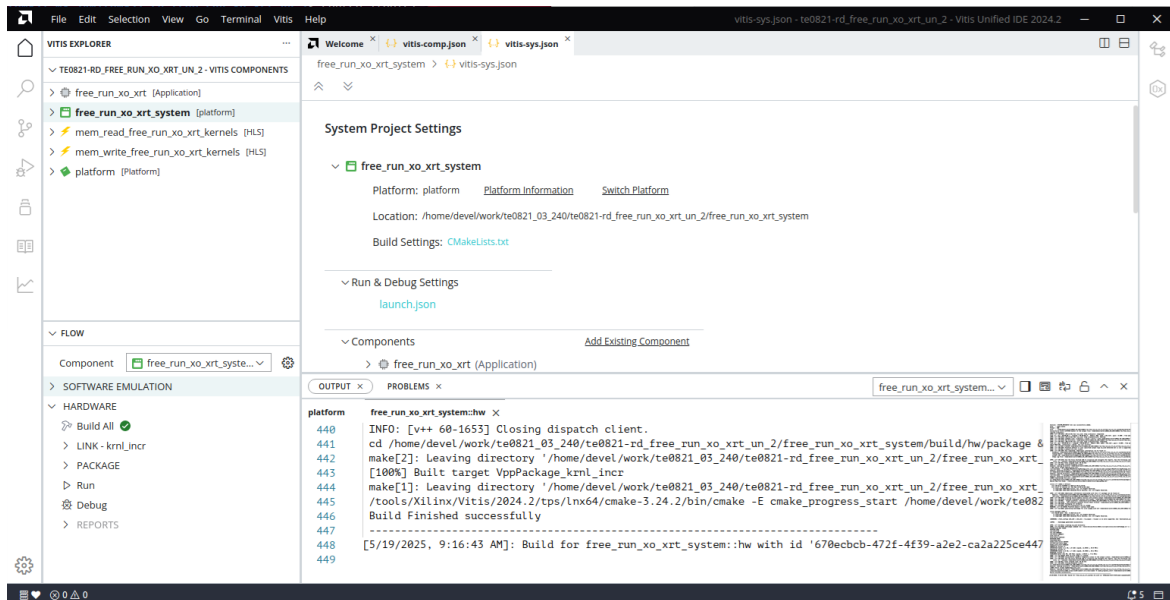 File Edit Selection View Go Terminal Vitis Help
vitis-sys.json - te0821-rd_free_run_xo_xrt_un_2 - Vitis Unified IDE 2024.2
VITIS EXPLORER
TE0821-RD_FREE_RUN_XO_XRT_UN_2 - VITIS COMPONENTS
free_run_xo_xrt [Application]
free_run_xo_xrt_system [platform]
mem_read_free_run_xo_xrt_kernels [HLS]
mem_write_free_run_xo_xrt_kernels [HLS]
platform [Platform]
FLOW
Component free_run_xo_xrt_syste...
SOFTWARE EMULATION
HARDWARE
Build All
LINK - krnl_incr
PACKAGE
Run
Debug
REPORTS
Welcome × vitis-comp.json × vitis-sys.json ×
free_run_xo_xrt_system > {··} vitis-sys.json
System Project Settings
free_run_xo_xrt_system
Platform: platform Platform Information Switch Platform
Location: /home/devel/work/te0821_03_240/te0821-rd_free_run_xo_xrt_un_2/free_run_xo_xrt_system
Build Settings: CMakeLists.txt
Run & Debug Settings
launch.json
Components Add Existing Component
free_run_xo_xrt (Application)
OUTPUT × PROBLEMS × free_run_xo_xrt_system...
platform free_run_xo_xrt_system::hw ×
440 INFO: [v++ 60-1653] Closing dispatch client.
441 cd /home/devel/work/te0821_03_240/te0821-rd_free_run_xo_xrt_un_2/free_run_xo_xrt_system/build/hw/package &
442 make[2]: Leaving directory '/home/devel/work/te0821_03_240/te0821-rd_free_run_xo_xrt_un_2/free_run_xo_xrt_
443 [100%] Built target VppPackage_krnl_incr
444 make[1]: Leaving directory '/home/devel/work/te0821_03_240/te0821-rd_free_run_xo_xrt_un_2/free_run_xo_xrt_
445 /tools/Xilinx/Vitis/2024.2/tps/lnx64/cmake-3.24.2/bin/cmake -E cmake_progress_start /home/devel/work/te082
446 Build Finished successfully
447 --------------------------------------------------------------------
448 [5/19/2025, 9:16:43 AM]: Build for free_run_xo_xrt_system::hw with id '670ecbcb-472f-4f39-a2e2-ca2a225ce447
449
0 0 5